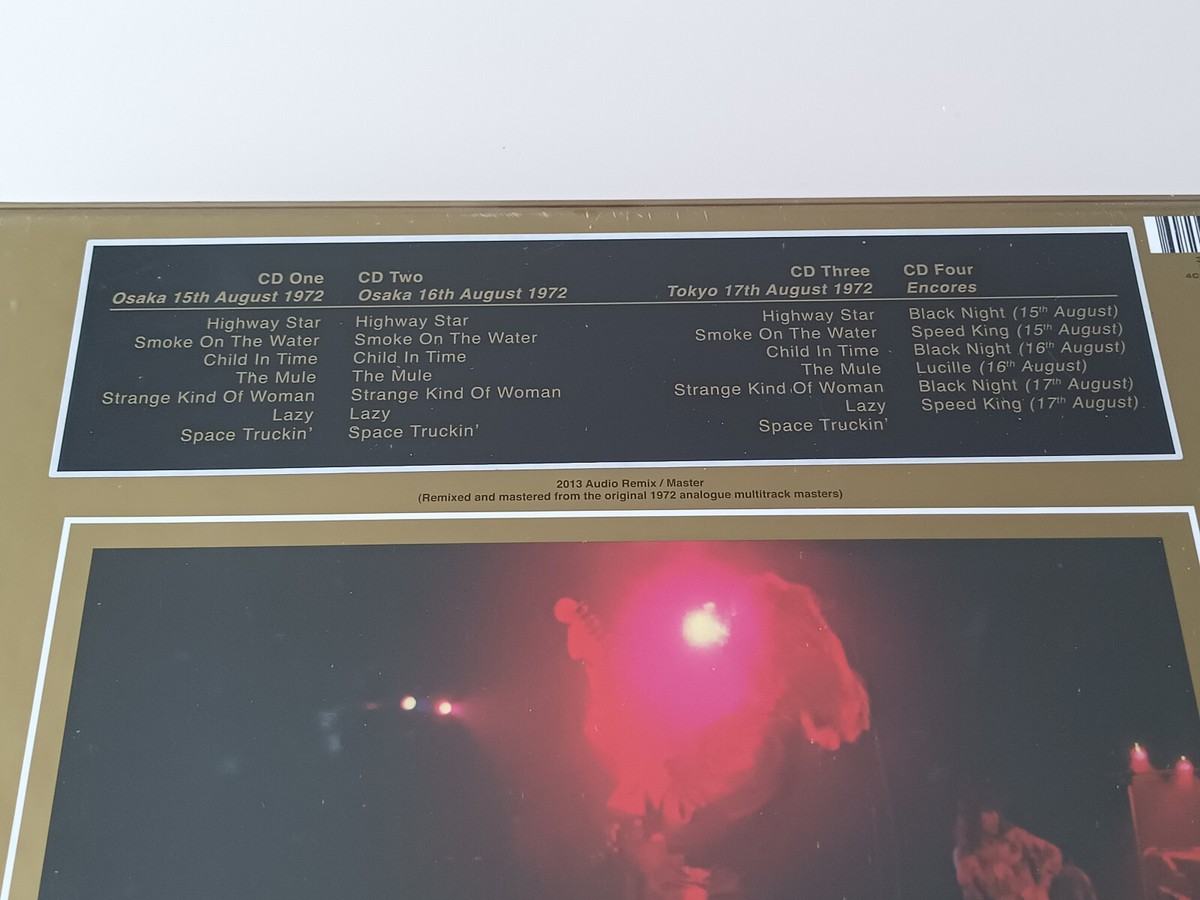 CD One
Osaka 15th August 1972
Highway Star
Smoke On The Water
Child In Time
The Mule
Strange Kind Of Woman
Lazy
Space Truckin'
CD Two
Osaka 16th August 1972
Highway Star
Smoke On The Water
Child In Time
The Mule
Strange Kind Of Woman
Lazy
Space Truckin'
CD Three
Tokyo 17th August 1972
Highway Star
Smoke On The Water
Child In Time
The Mule
Strange Kind Of Woman
Lazy
Space Truckin'
CD Four
Encores
Black Night (15th August)
Speed King (15th August)
Black Night (16th August)
Lucille (16th August)
Black Night (17th August)
Speed King (17th August)
2013 Audio Remix / Master
(Remixed and mastered from the original 1972 analogue multitrack masters)